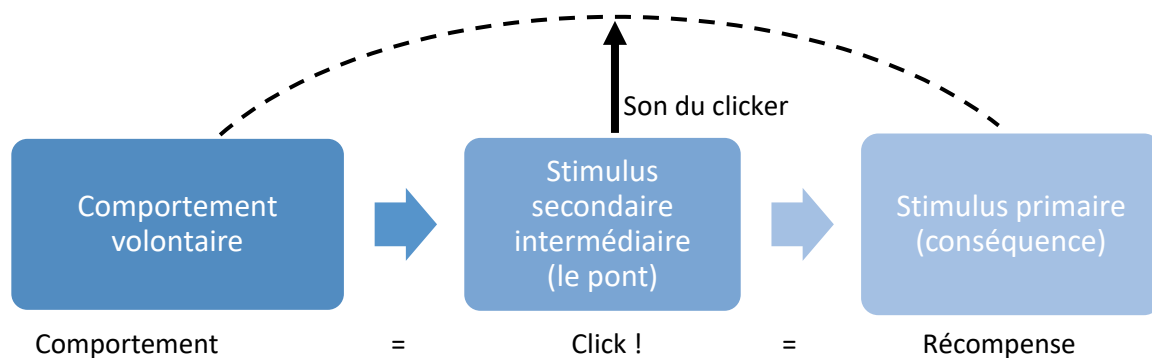 Son du clicker
Comportement
volontaire
Stimulus
secondaire
intermédiaire
(le pont)
Stimulus primaire
(conséquence)
Comportement = Click ! = Récompense